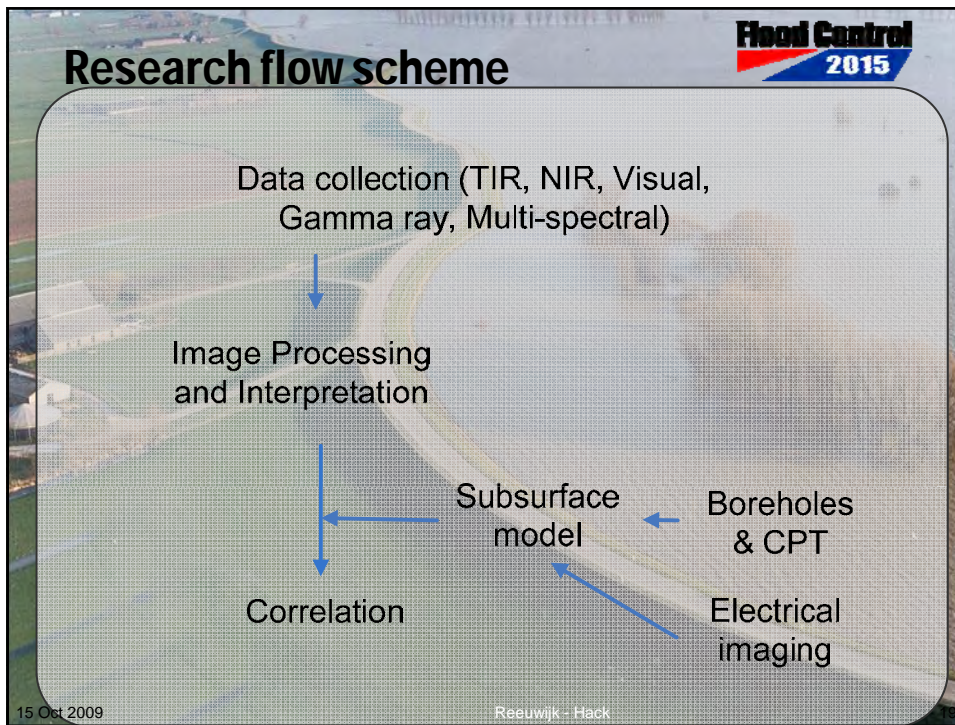 Research flow scheme
Flood Control
2015
Data collection (TIR, NIR, Visual,
Gamma ray, Multi-spectral)
Image Processing
and Interpretation
Subsurface
model
Boreholes
& CPT
Correlation
Electrical
imaging
15 Oct 2009
Reeuwijk - Hack
19